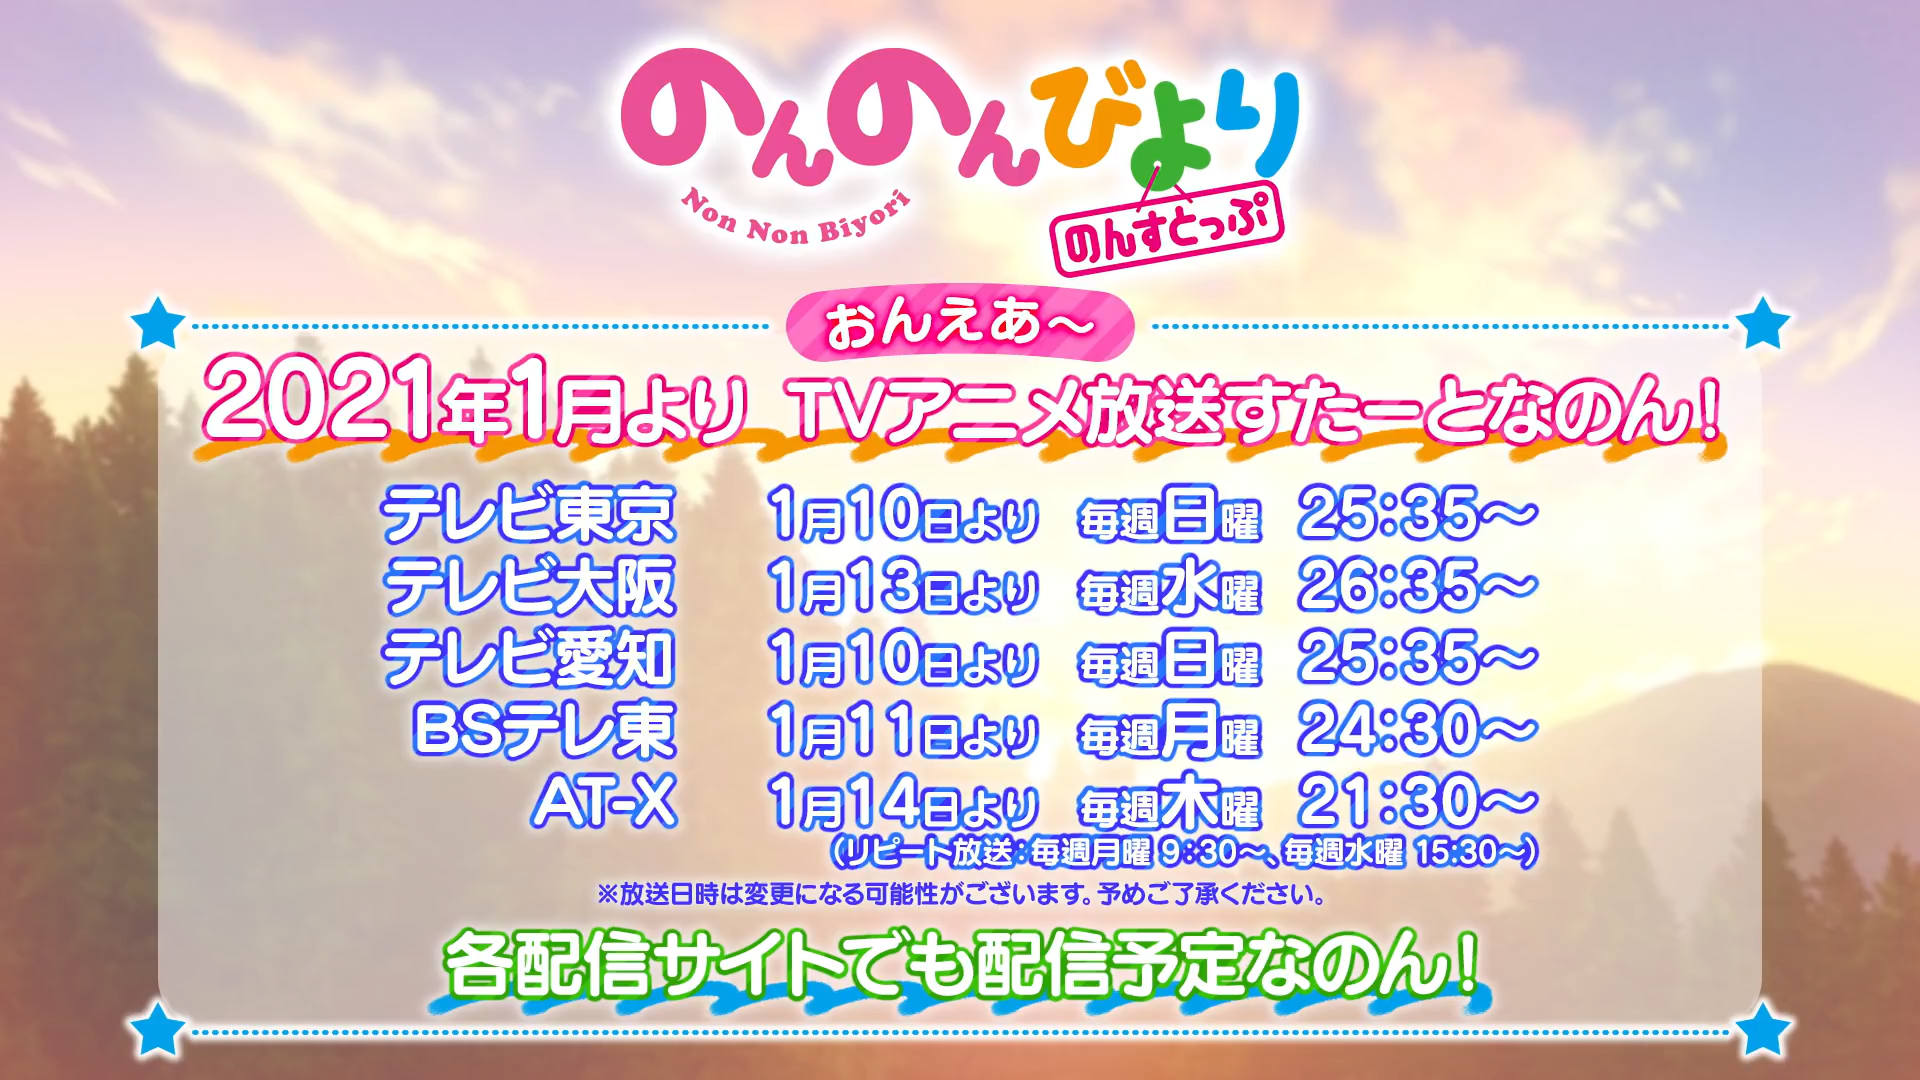 のんのんびより
Non Non Biyori
のんすとっぷ
おんえあ～
2021年1月より TVアニメ放送すたーとなのん!
テレビ東京 1月10日より 毎週日曜 25:35～
テレビ大阪 1月13日より 毎週水曜 26:35～
テレビ愛知 1月10日より 毎週日曜 25:35～
BSテレ東 1月11日より 毎週月曜 24:30～
AT-X 1月14日より 毎週木曜 21:30～
(リピート放送:毎週月曜 9:30～、毎週水曜 15:30～)
※放送日時は変更になる可能性がございます。予めご了承ください。
各配信サイトでも配信予定なのん!